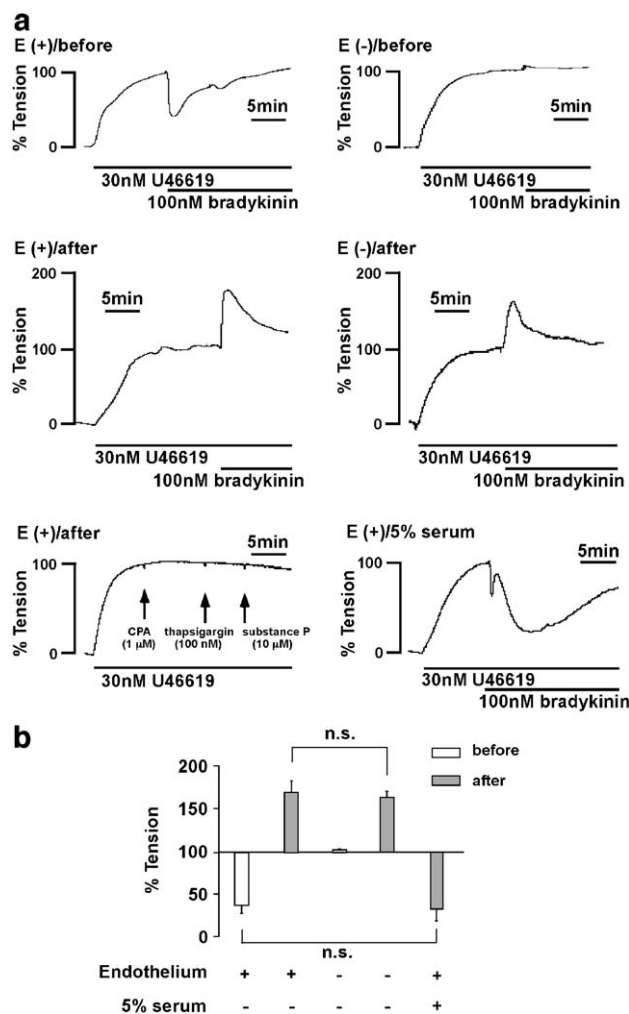 a
E (+)/before
% Tension
100
0
5min
30nM U46619
100nM bradykinin
E (-)/before
% Tension
100
0
5min
30nM U46619
100nM bradykinin
E (+)/after
% Tension
200
100
0
5min
30nM U46619
100nM bradykinin
E (-)/after
% Tension
200
100
0
5min
30nM U46619
100nM bradykinin
E (+)/after
% Tension
100
0
5min
CPA
(1 μM)
thapsigargin
(100 nM)
substance P
(10 μM)
30nM U46619
E (+)/5% serum
% Tension
100
0
5min
30nM U46619
100nM bradykinin
b
% Tension
200
150
100
50
0
n.s.
before
after
n.s.
Endothelium + + - - +
5% serum - - - - +